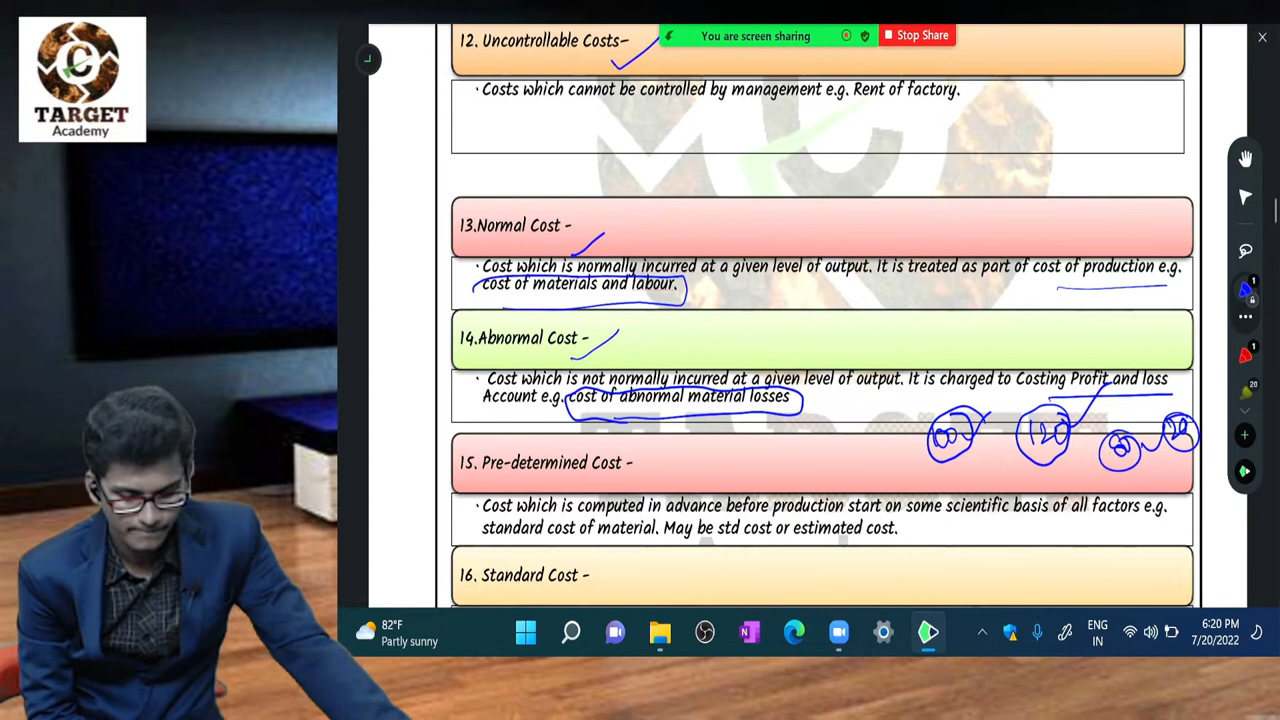 TARGET
Academy
You are screen sharing
Stop Share
12. Uncontrollable Costs–
· Costs which cannot be controlled by management e.g. Rent of factory.
13.Normal Cost -
· Cost which is normally incurred at a given level of output. It is treated as part of cost of production e.g.
cost of materials and labour.
14.Abnormal Cost -
· Cost which is not normally incurred at a given level of output. It is charged to Costing Profit and loss
Account e.g. cost of abnormal material losses
120
20
15. Pre-determined Cost -
· Cost which is computed in advance before production start on some scientific basis of all factors e.g.
standard cost of material. May be std cost or estimated cost.
16. Standard Cost -
1
1
20
82°F
Partly sunny
ENG
IN
6:20 PM
7/20/2022